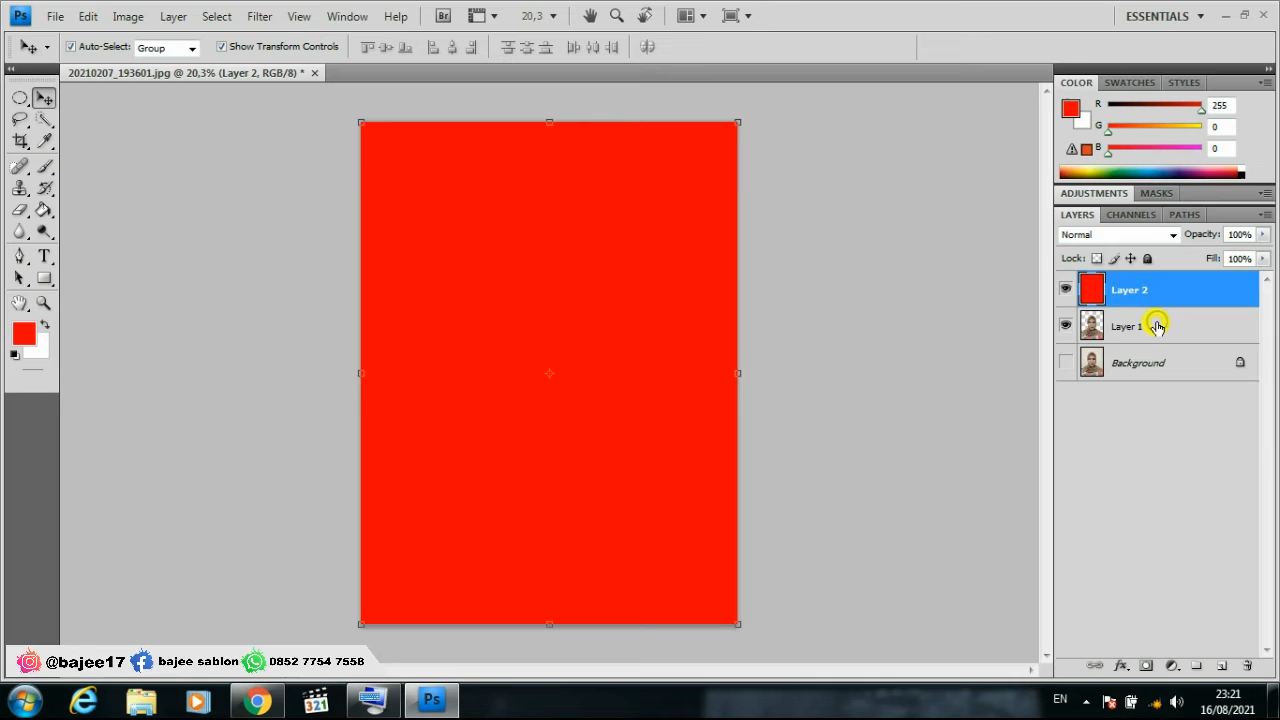 Ps File Edit Image Layer Select Filter View Window Help Br 20,3 ESSENTIALS
Auto-Select: Group Show Transform Controls
20210207_193601.jpg @ 20,3% (Layer 2, RGB/8) *
COLOR SWATCHES STYLES
R 255
G 0
B 0
ADJUSTMENTS MASKS
LAYERS CHANNELS PATHS
Normal Opacity: 100%
Lock: Fill: 100%
Layer 2
Layer 1
Background
@bajee17 bajee sablon 0852 7754 7558
321 Ps EN 23:21
16/08/2021